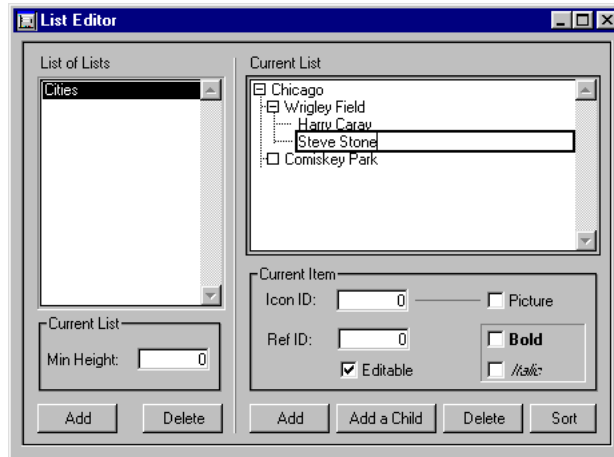 List Editor
List of Lists
Cities
Current List
Min Height: 0
Add Delete
Current List
Chicago
Wrigley Field
Harry Caray
Steve Stone
Comiskey Park
Current Item
Icon ID: 0 Picture
Ref ID: 0 Bold
Editable Italic
Add Add a Child Delete Sort